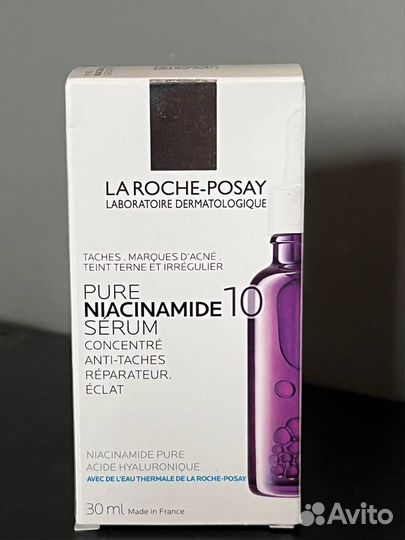 LA ROCHE-POSAY
LABORATOIRE DERMATOLOGIQUE
TACHES . MARQUES D'ACNÉ .
TEINT TERNE ET IRRÉGULIER
PURE
NIACINAMIDE 10
SÉRUM
CONCENTRÉ
ANTI-TACHES
RÉPARATEUR.
ÉCLAT
NIACINAMIDE PURE
ACIDE HYALURONIQUE
AVEC DE L'EAU THERMALE DE LA ROCHE-POSAY
30 ml Made in France
Avito